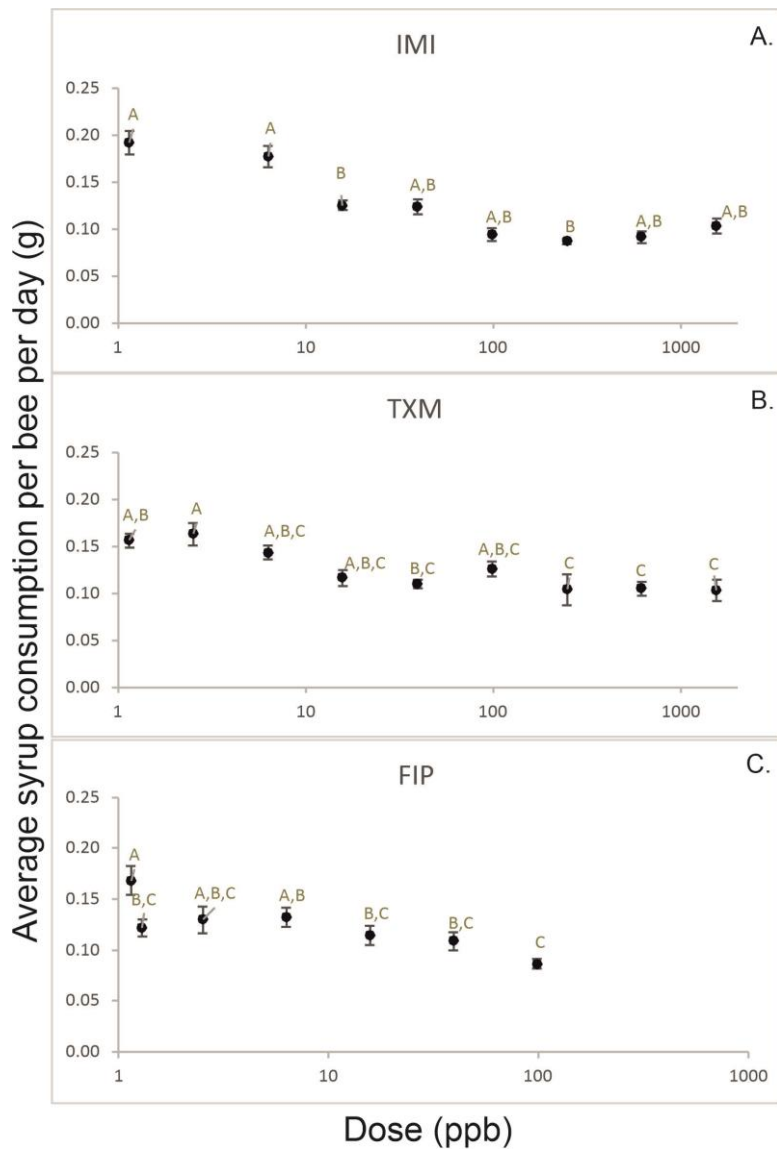 IMI
A.
0.25
0.20
0.15
0.10
0.05
0.00
A
A
B
A,B
A,B
B
A,B
A,B
1
10
100
1000
TXM
B.
0.25
0.20
0.15
0.10
0.05
0.00
A,B
A
A,B,C
A,B,C
B,C
A,B,C
C
C
C
1
10
100
1000
FIP
C.
0.25
0.20
0.15
0.10
0.05
0.00
A
B,C
A,B,C
A,B
B,C
B,C
C
1
10
100
1000
Average syrup consumption per bee per day (g)
Dose (ppb)